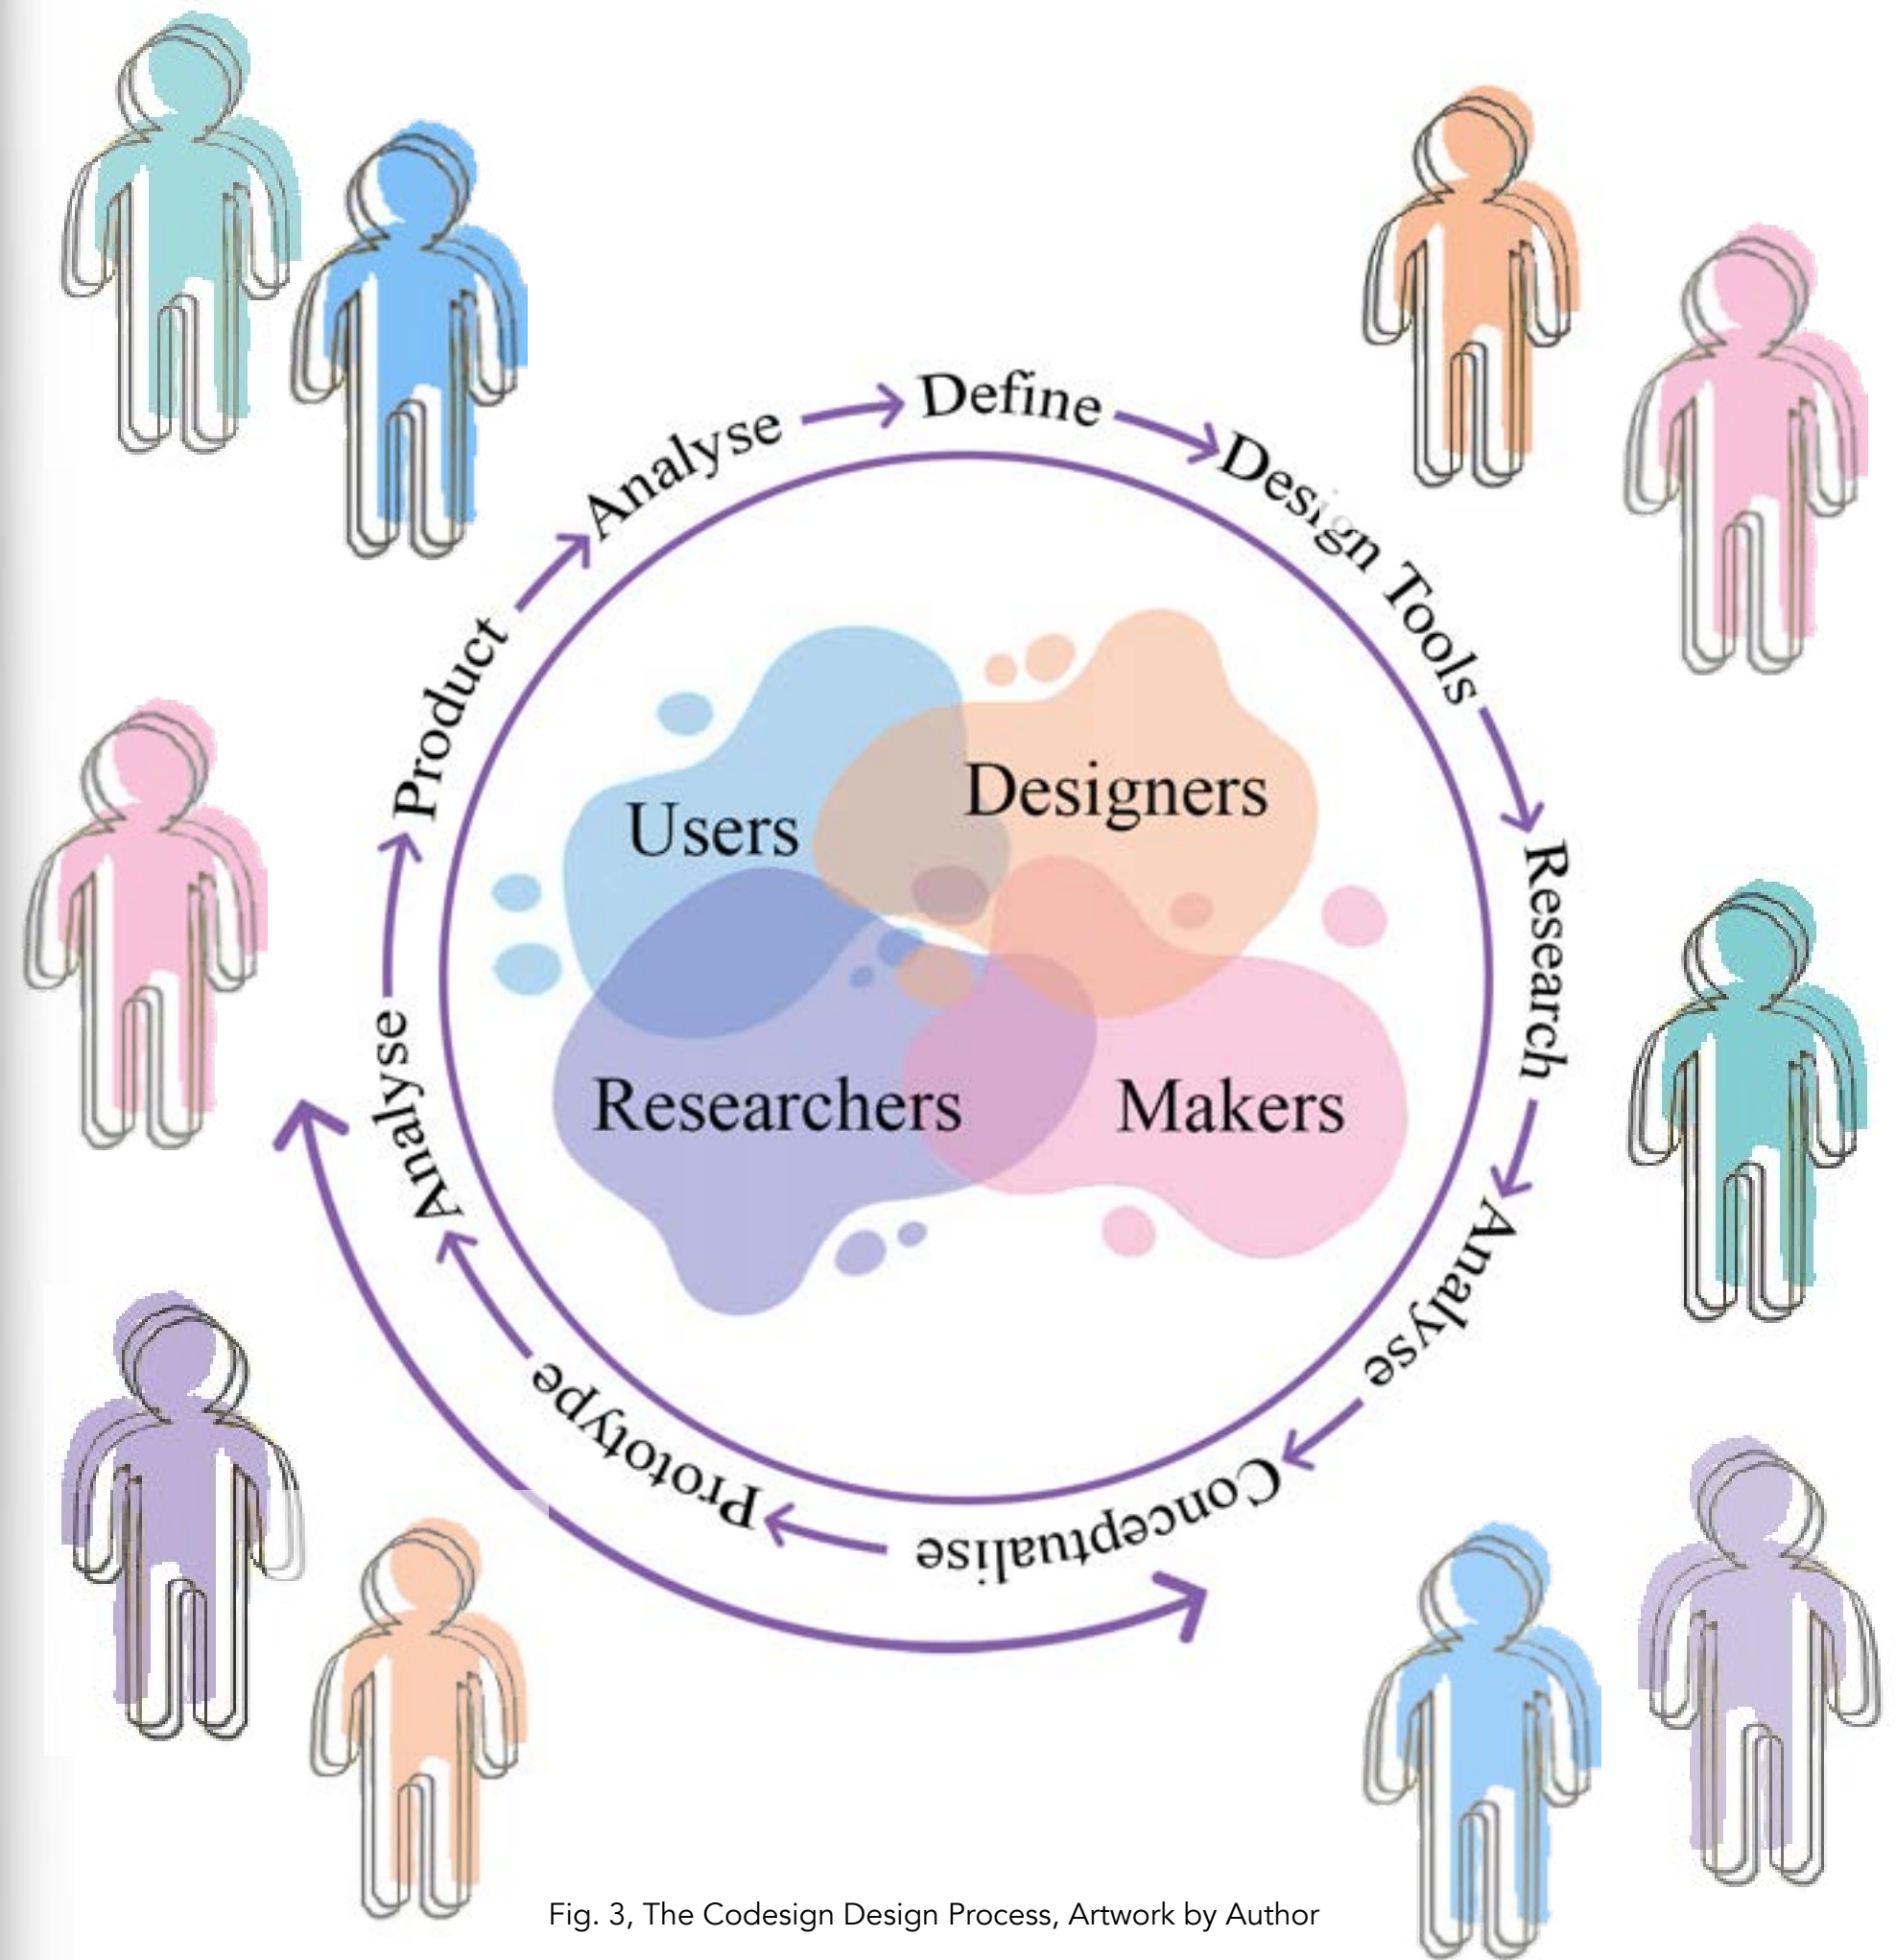 Define
Design Tools
Research
Analyse
Conceptualise
Prototype
Analyse
Product
Analyse
Users
Designers
Researchers
Makers
Fig. 3, The Codesign Design Process, Artwork by Author